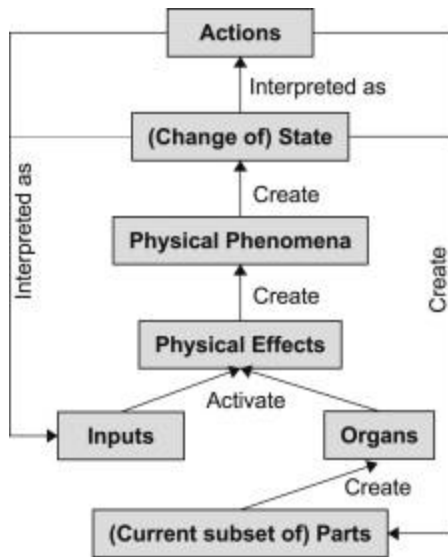 Actions
Interpreted as
(Change of) State
Interpreted as
Create
Physical Phenomena
Create
Create
Physical Effects
Activate
Inputs
Organs
Create
(Current subset of) Parts